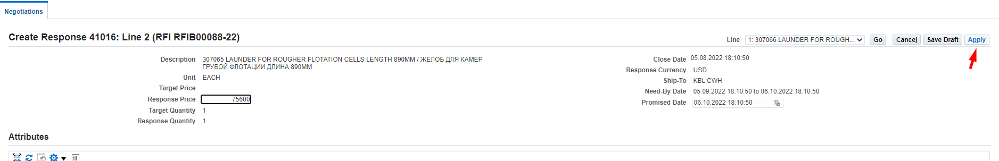 Negotiations
Create Response 41016: Line 2 (RFI RFIB00088-22)
Line 1: 307066 LAUNDER FOR ROUGH... Go Cancel Save Draft Apply
Description 307065 LAUNDER FOR ROUGHER FLOTATION CELLS LENGTH 890MM / ЖЕЛОБ ДЛЯ КАМЕР
ГРУБОЙ ФЛОТАЦИИ ДЛИНА 890ММ
Unit EACH
Target Price
Response Price 75600
Target Quantity 1
Response Quantity 1
Close Date 05.08.2022 18:10:50
Response Currency USD
Ship-To KBL CWH
Need-By Date 05.09.2022 18:10:50 to 06.10.2022 18:10:50
Promised Date 06.10.2022 18:10:50
Attributes